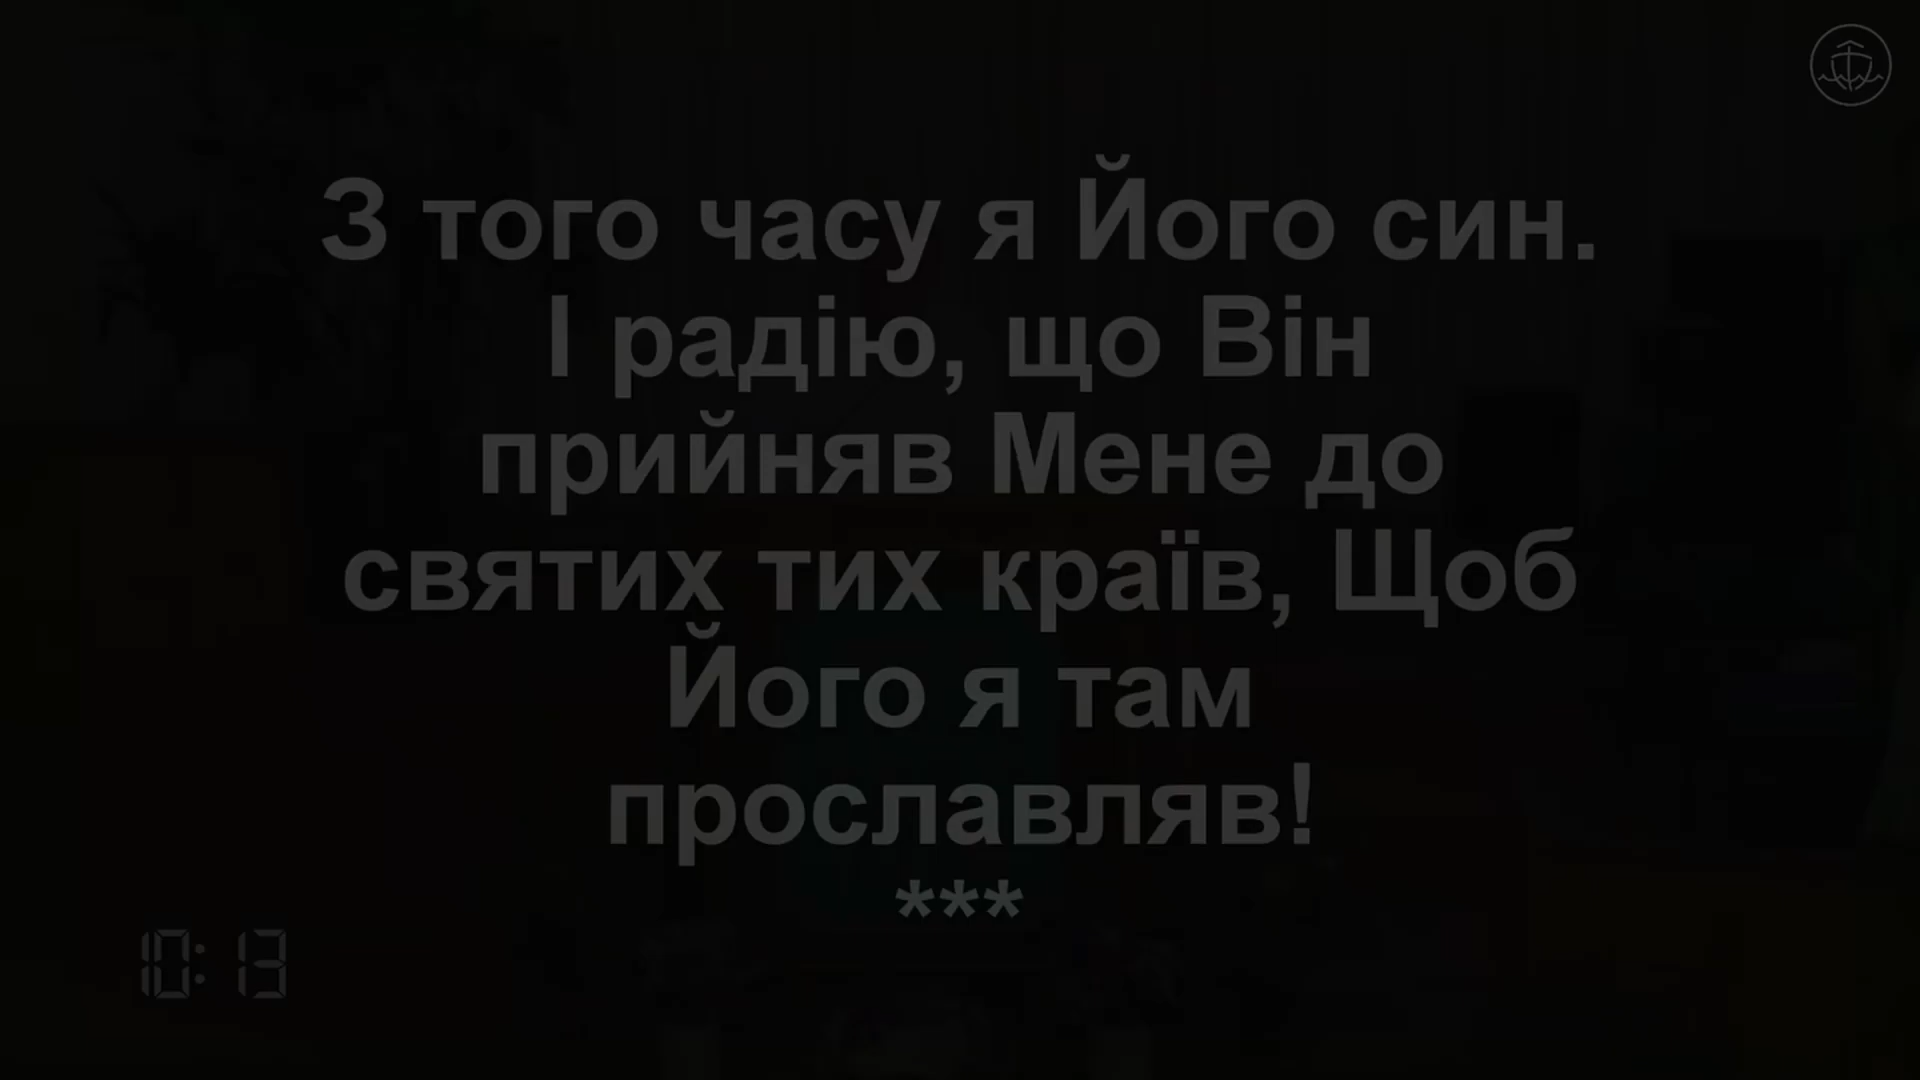 З того часу я Його син.
І радію, що Він
прийняв Мене до
святих тих країв, Щоб
Його я там
прославляв!
***
10:13